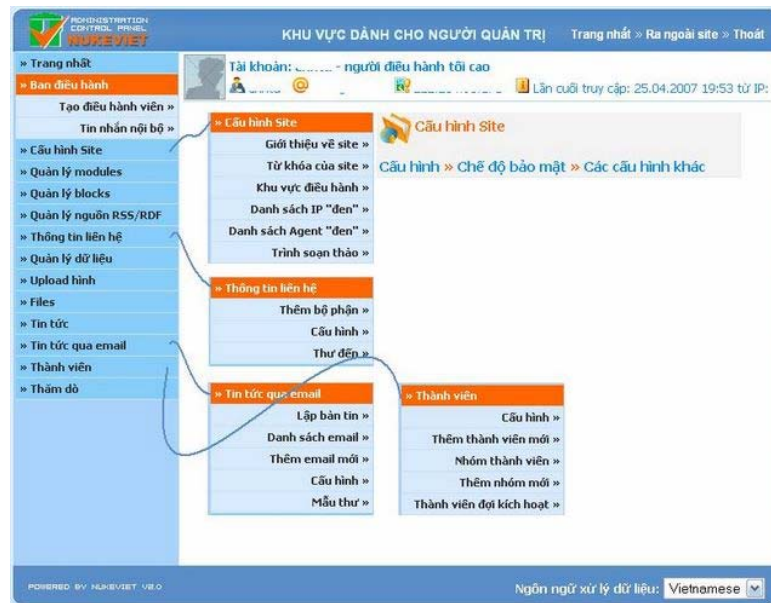 ADMINISTRATION
CONTROL PANEL
NUKEVIET
KHU VỰC DÀNH CHO NGƯỜI QUẢN TRỊ
Trang nhất » Ra ngoài site » Thoát
» Trang nhất
» Ban điều hành
Tạo điều hành viên »
Tin nhắn nội bộ »
» Cấu hình Site
» Quản lý modules
» Quản lý blocks
» Quản lý nguồn RSS/RDF
» Thông tin liên hệ
» Quản lý dữ liệu
» Upload hình
» Files
» Tin tức
» Tin tức qua email
» Thành viên
» Thăm dò
Tài khoản: - người điều hành tối cao
@ Lần cuối truy cập: 25.04.2007 19:53 từ IP:
» Cấu hình Site
Giới thiệu về site »
Từ khóa của site »
Khu vực điều hành »
Danh sách IP "đen" »
Danh sách Agent "đen" »
Trình soạn thảo »
Cấu hình Site
Cấu hình » Chế độ bảo mật » Các cấu hình khác
» Thông tin liên hệ
Thêm bộ phận »
Cấu hình »
Thư đến »
» Tin tức qua email
Lập bản tin »
Danh sách email »
Thêm email mới »
Cấu hình »
Mẫu thư »
» Thành viên
Cấu hình »
Thêm thành viên mới »
Nhóm thành viên »
Thêm nhóm mới »
Thành viên đợi kích hoạt »
POWERED BY NUKEVIET V2.0
Ngôn ngữ xử lý dữ liệu: Vietnamese